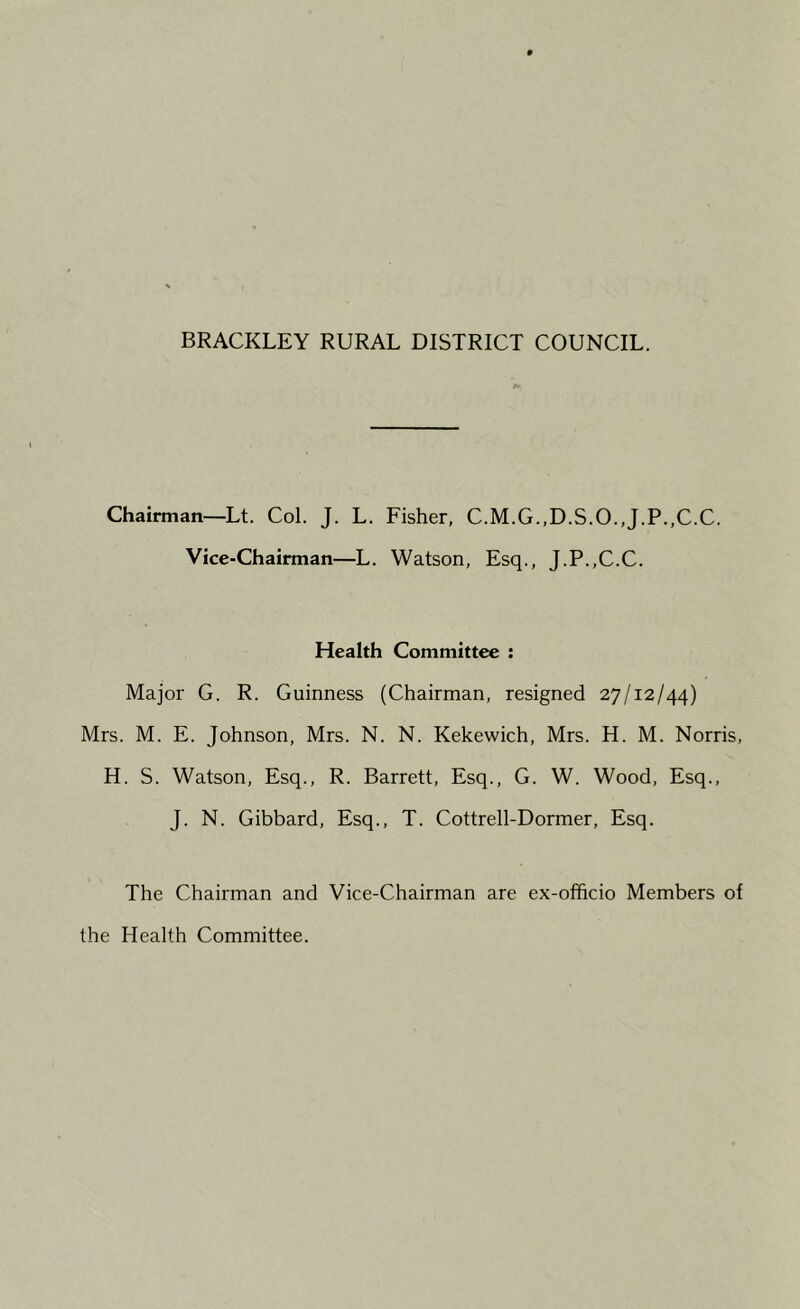 BRACKLEY RURAL DISTRICT COUNCIL.
Chairman—Lt. Col. J. L. Fisher, C.M.G.,D.S.O.,J.P.,C.C.
Vice-Chairman—L. Watson, Esq., J.P.,C.C.
Health Committee :
Major G. R. Guinness (Chairman, resigned 27/12/44)
Mrs. M. E. Johnson, Mrs. N. N. Kekewich, Mrs. H. M. Norris,
H. S. Watson, Esq., R. Barrett, Esq., G. W. Wood, Esq.,
J. N. Gibbard, Esq., T. Cottrell-Dormer, Esq.
The Chairman and Vice-Chairman are ex-officio Members of
the Health Committee.